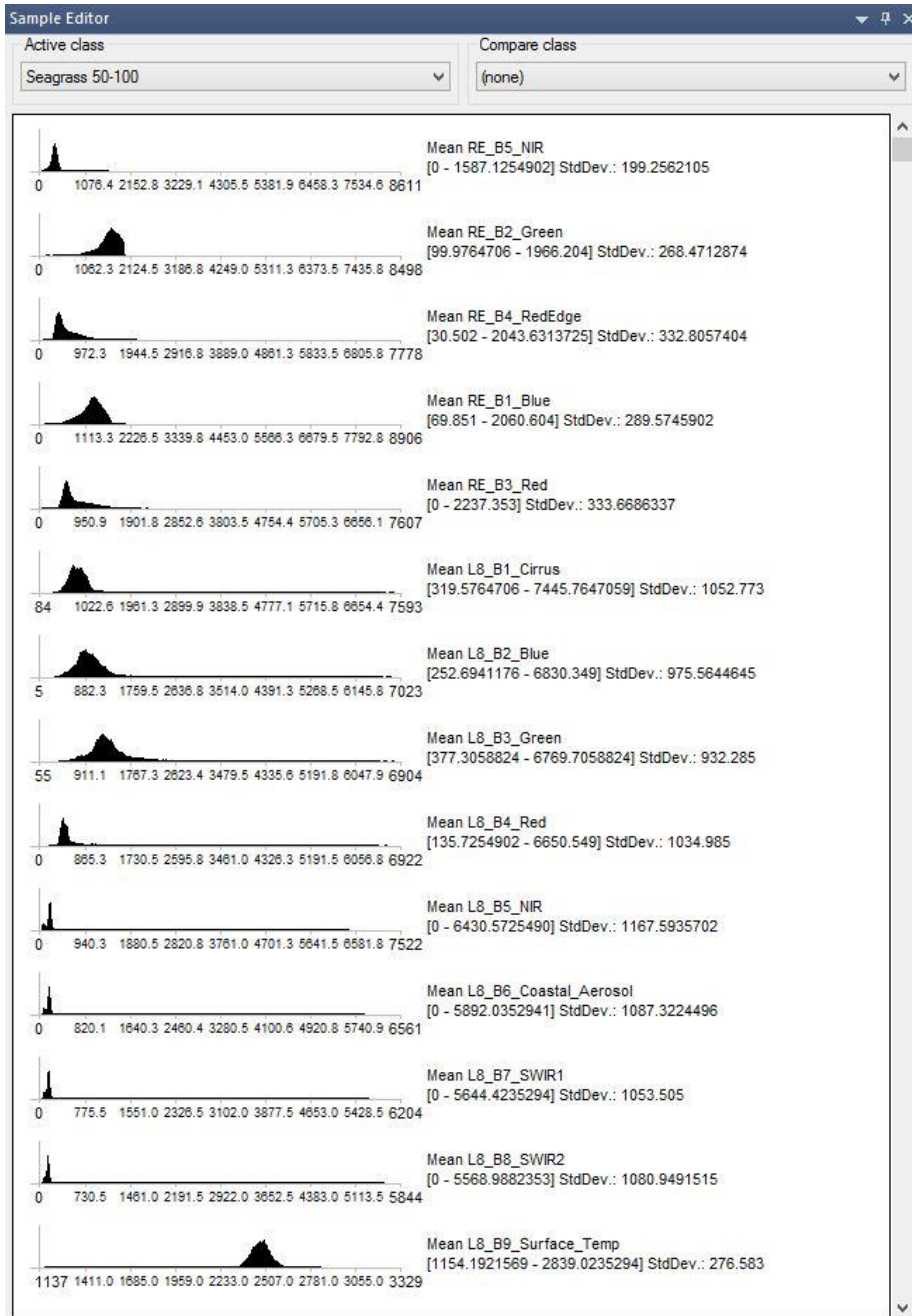 Sample Editor
Active class
Compare class
Seagrass 50-100
(none)
Mean RE_B5_NIR
[0 - 1587.1254902] StdDev.: 199.2562105
0 1076.4 2152.8 3229.1 4305.5 5381.9 6458.3 7534.6 8611
Mean RE_B2_Green
[99.9764706 - 1966.204] StdDev.: 268.4712874
0 1062.3 2124.5 3186.8 4249.0 5311.3 6373.5 7435.8 8498
Mean RE_B4_RedEdge
[30.502 - 2043.6313725] StdDev.: 332.8057404
0 972.3 1944.5 2916.8 3889.0 4861.3 5833.5 6805.8 7778
Mean RE_B1_Blue
[69.851 - 2060.604] StdDev.: 289.5745902
0 1113.3 2226.5 3339.8 4453.0 5566.3 6679.5 7792.8 8906
Mean RE_B3_Red
[0 - 2237.353] StdDev.: 333.6686337
0 950.9 1901.8 2852.6 3803.5 4754.4 5705.3 6656.1 7607
Mean L8_B1_Cirrus
[319.5764706 - 7445.7647059] StdDev.: 1052.773
84 1022.6 1961.3 2899.9 3838.5 4777.1 5715.8 6654.4 7593
Mean L8_B2_Blue
[252.6941176 - 6830.349] StdDev.: 975.5644645
5 882.3 1759.5 2636.8 3514.0 4391.3 5268.5 6145.8 7023
Mean L8_B3_Green
[377.3058824 - 6769.7058824] StdDev.: 932.285
55 911.1 1767.3 2623.4 3479.5 4335.6 5191.8 6047.9 6904
Mean L8_B4_Red
[135.7254902 - 6650.549] StdDev.: 1034.985
0 865.3 1730.5 2595.8 3461.0 4326.3 5191.5 6056.8 6922
Mean L8_B5_NIR
[0 - 6430.5725490] StdDev.: 1167.5935702
0 940.3 1880.5 2820.8 3761.0 4701.3 5641.5 6581.8 7522
Mean L8_B6_Coastal_Aerosol
[0 - 5892.0352941] StdDev.: 1087.3224496
0 820.1 1640.3 2460.4 3280.5 4100.6 4920.8 5740.9 6561
Mean L8_B7_SWIR1
[0 - 5644.4235294] StdDev.: 1053.505
0 775.5 1551.0 2326.5 3102.0 3877.5 4653.0 5428.5 6204
Mean L8_B8_SWIR2
[0 - 5568.9882353] StdDev.: 1080.9491515
0 730.5 1461.0 2191.5 2922.0 3652.5 4383.0 5113.5 5844
Mean L8_B9_Surface_Temp
[1154.1921569 - 2839.0235294] StdDev.: 276.583
1137 1411.0 1685.0 1959.0 2233.0 2507.0 2781.0 3055.0 3329